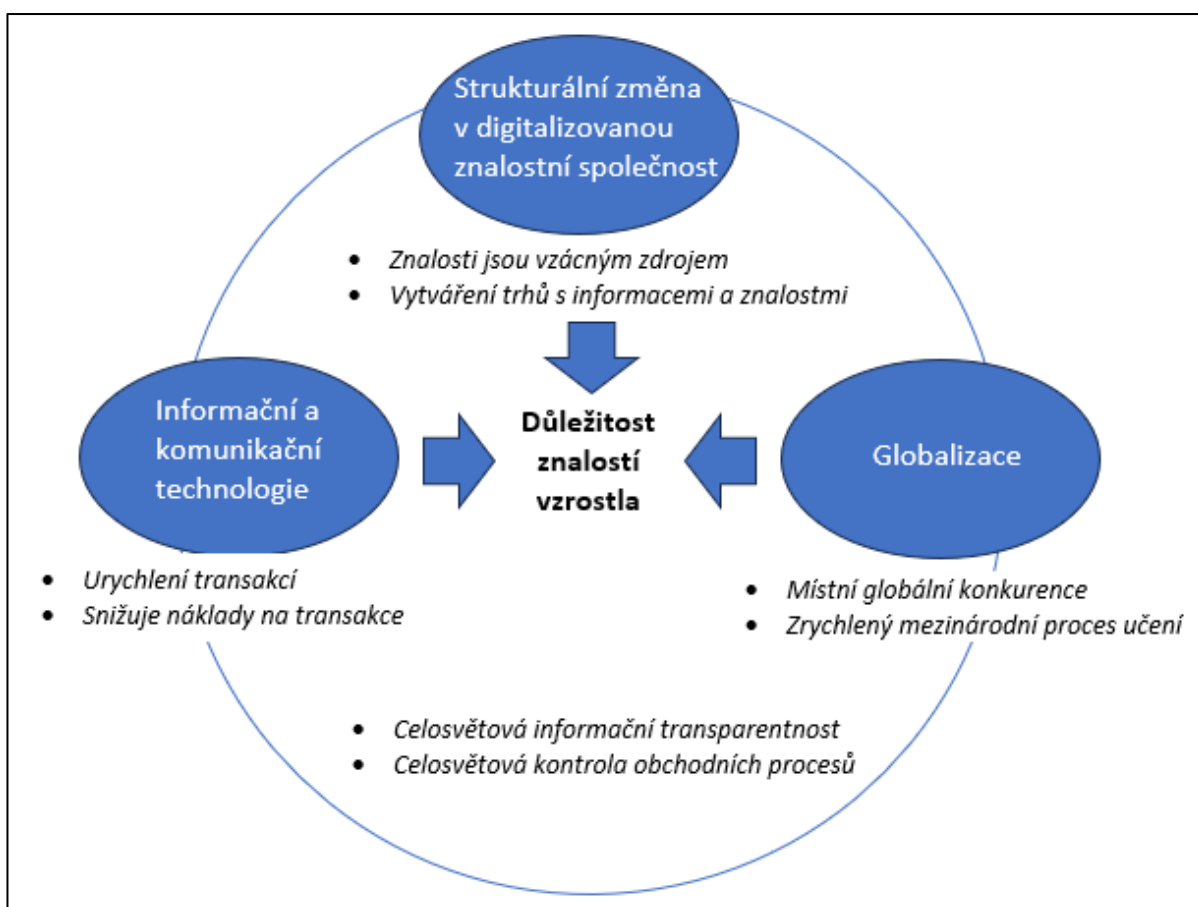 Strukturální změna
v digitalizovanou
znalostní společnost
• Znalosti jsou vzácným zdrojem
• Vytváření trhů s informacemi a znalostmi
Informační a
komunikační
technologie
Důležitost
znalostí
vzrostla
Globalizace
• Urychlení transakcí
• Snižuje náklady na transakce
• Místní globální konkurence
• Zrychlený mezinárodní proces učení
• Celosvětová informační transparentnost
• Celosvětová kontrola obchodních procesů